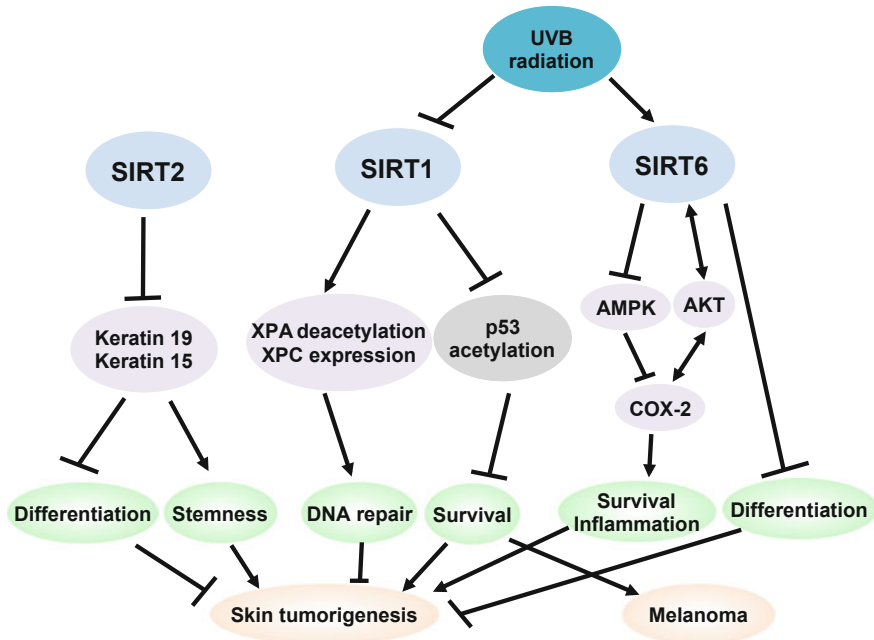 UVB
radiation
SIRT2
SIRT1
SIRT6
Keratin 19
Keratin 15
XPA deacetylation
XPC expression
p53
acetylation
AMPK
AKT
COX-2
Differentiation
Stemness
DNA repair
Survival
Survival
Inflammation
Differentiation
Skin tumorigenesis
Melanoma